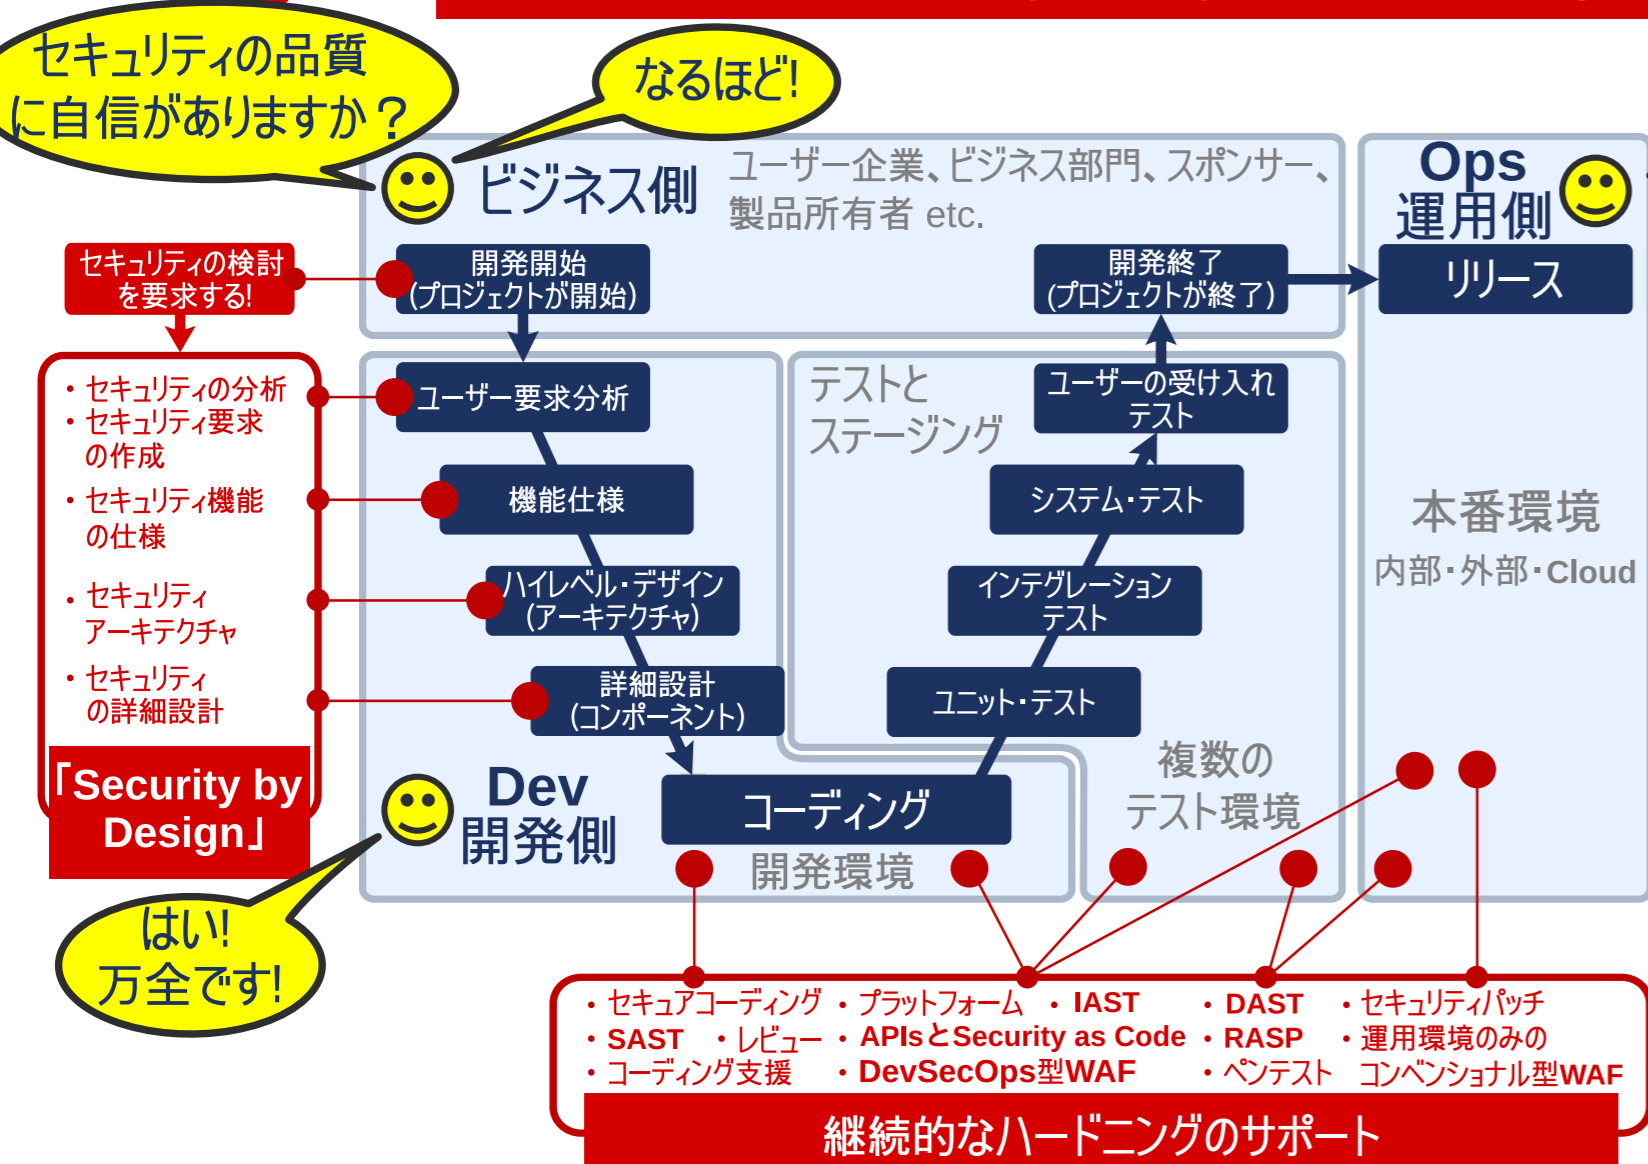 セキュリティの品質
に自信がありますか？
なるほど!
ビジネス側
ユーザー企業、ビジネス部門、スポンサー、
製品所有者 etc.
Ops
運用側
セキュリティの検討
を要求する!
開発開始
(プロジェクトが開始)
開発終了
(プロジェクトが終了)
リリース
・セキュリティの分析
・セキュリティ要求
の作成
・セキュリティ機能
の仕様
・セキュリティ
アーキテクチャ
・セキュリティ
の詳細設計
「Security by
Design」
ユーザー要求分析
機能仕様
ハイレベル・デザイン
(アーキテクチャ)
詳細設計
(コンポーネント)
Dev
開発側
コーディング
開発環境
テストと
ステージング
ユーザーの受け入れ
テスト
システム・テスト
インテグレーション
テスト
ユニット・テスト
複数の
テスト環境
本番環境
内部・外部・Cloud
はい!
万全です!
・セキュアコーディング
・SAST ・レビュー
・コーディング支援
・プラットフォーム ・IAST
・APIsとSecurity as Code
・DevSecOps型WAF
・DAST
・RASP
・ペンテスト
・セキュリティパッチ
・運用環境のみの
コンベンショナル型WAF
継続的なハードニングのサポート